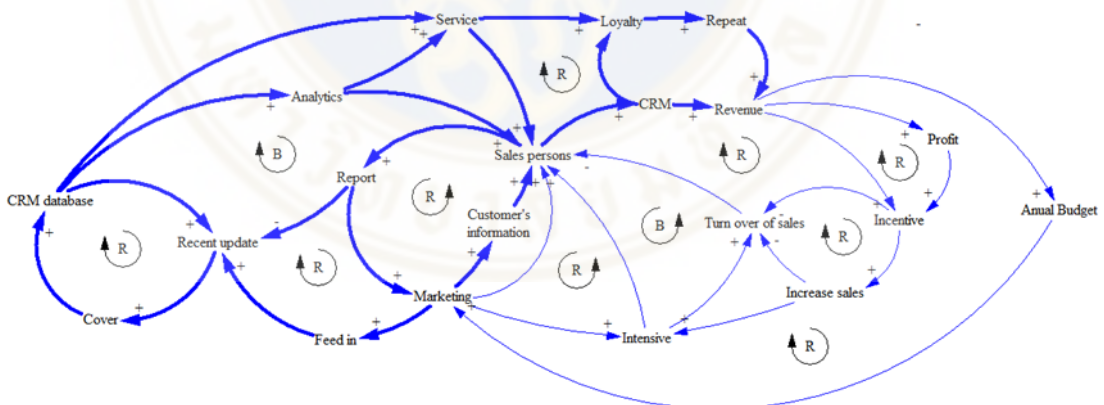 Service
Loyalty
Repeat
Analytics
CRM
Revenue
Profit
Sales persons
Report
CRM database
Customer's
information
Turn over of sales
Incentive
Anual Budget
Recent update
Marketing
Increase sales
Cover
Feed in
Intensive
R
B
R
R
R
B
R
R
R
R
R